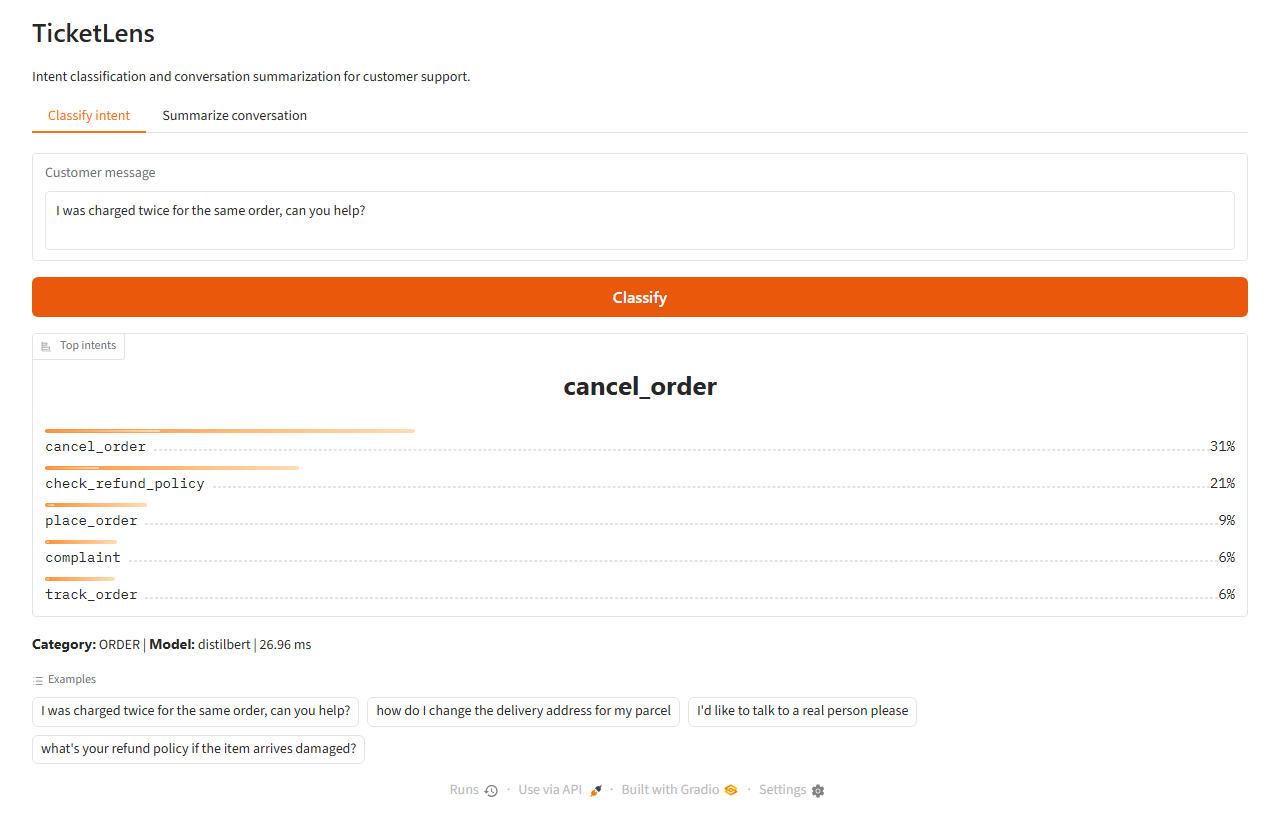 TicketLens
Intent classification and conversation summarization for customer support.
Classify intent Summarize conversation
Customer message
I was charged twice for the same order, can you help?
Classify
Top intents
cancel_order
cancel_order 31%
check_refund_policy 21%
place_order 9%
complaint 6%
track_order 6%
Category: ORDER | Model: distilbert | 26.96 ms
Examples
I was charged twice for the same order, can you help? how do I change the delivery address for my parcel I'd like to talk to a real person please
what's your refund policy if the item arrives damaged?
Runs · Use via API · Built with Gradio · Settings